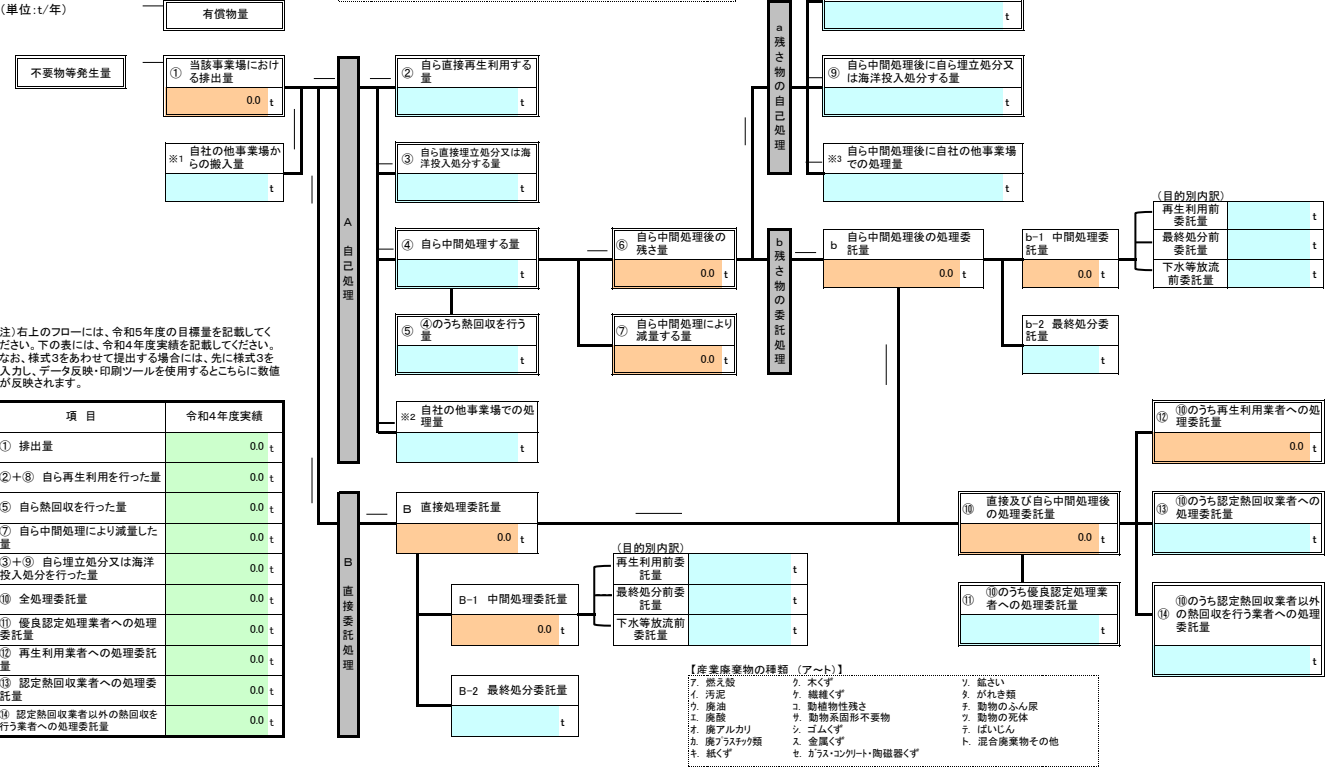 (単位:t/年)
有償物量
t
不要物等発生量
① 当該事業場におけ
る排出量
0.0 t
※1 自社の他事業場か
らの搬入量
t
A 自己処理
② 自ら直接再生利用する
量
t
③ 自ら直接埋立処分又は海
洋投入処分する量
t
④ 自ら中間処理する量
t
⑤ ④のうち熱回収を行う
量
t
※2 自社の他事業場での処
理量
t
⑥ 自ら中間処理後の
残さ量
0.0 t
⑦ 自ら中間処理により
減量する量
0.0 t
a 残さ物の自己処理
⑨ 自ら中間処理後に自ら埋立処分又
は海洋投入処分する量
t
※3 自ら中間処理後に自社の他事業場
での処理量
t
b 残さ物の委託処理
b 自ら中間処理後の処理委
託量
0.0 t
b-1 中間処理委
託量
0.0 t
(目的別内訳)
再生利用前
委託量 t
最終処分前
委託量 t
下水等放流
前委託量 t
b-2 最終処分委
託量
t
注)右上のフローには、令和5年度の目標量を記載してく
ださい。下の表には、令和4年度実績を記載してください。
なお、様式3をあわせて提出する場合には、先に様式3を
入力し、データ反映・印刷ツールを使用するとこちらに数値
が反映されます。
項 目 令和4年度実績
① 排出量 0.0 t
②+⑧ 自ら再生利用を行った量 0.0 t
⑤ 自ら熱回収を行った量 0.0 t
⑦ 自ら中間処理により減量した
量 0.0 t
③+⑨ 自ら埋立処分又は海洋
投入処分を行った量 0.0 t
⑩ 全処理委託量 0.0 t
⑪ 優良認定処理業者への処理
委託量 0.0 t
⑫ 再生利用業者への処理委託
量 0.0 t
⑬ 認定熱回収業者への処理委
託量 0.0 t
⑭ 認定熱回収業者以外の熱回収を
行う業者への処理委託量 0.0 t
B 直接委託処理
B 直接処理委託量
0.0 t
B-1 中間処理委託量
0.0 t
(目的別内訳)
再生利用前委
託量 t
最終処分前委
託量 t
下水等放流前
委託量 t
B-2 最終処分委託量
t
⑩ 直接及び自ら中間処理後
の処理委託量
0.0 t
⑪ ⑩のうち優良認定処理業
者への処理委託量
t
⑫ ⑩のうち再生利用業者への処
理委託量
0.0 t
⑬ ⑩のうち認定熱回収業者への
処理委託量
t
⑭ ⑩のうち認定熱回収業者以外
の熱回収を行う業者への処理
委託量
t
【産業廃棄物の種類 (ア~ト)】
ア. 燃え殻 ク. 木くず ソ. 鉱さい
イ. 汚泥 ケ. 繊維くず タ. がれき類
ウ. 廃油 コ. 動植物性残さ チ. 動物のふん尿
エ. 廃酸 サ. 動物系固形不要物 ツ. 動物の死体
オ. 廃アルカリ シ. ゴムくず テ. ばいじん
カ. 廃プラスチック類 ス. 金属くず ト. 混合廃棄物その他
キ. 紙くず セ. ガラス・コンクリート・陶磁器くず